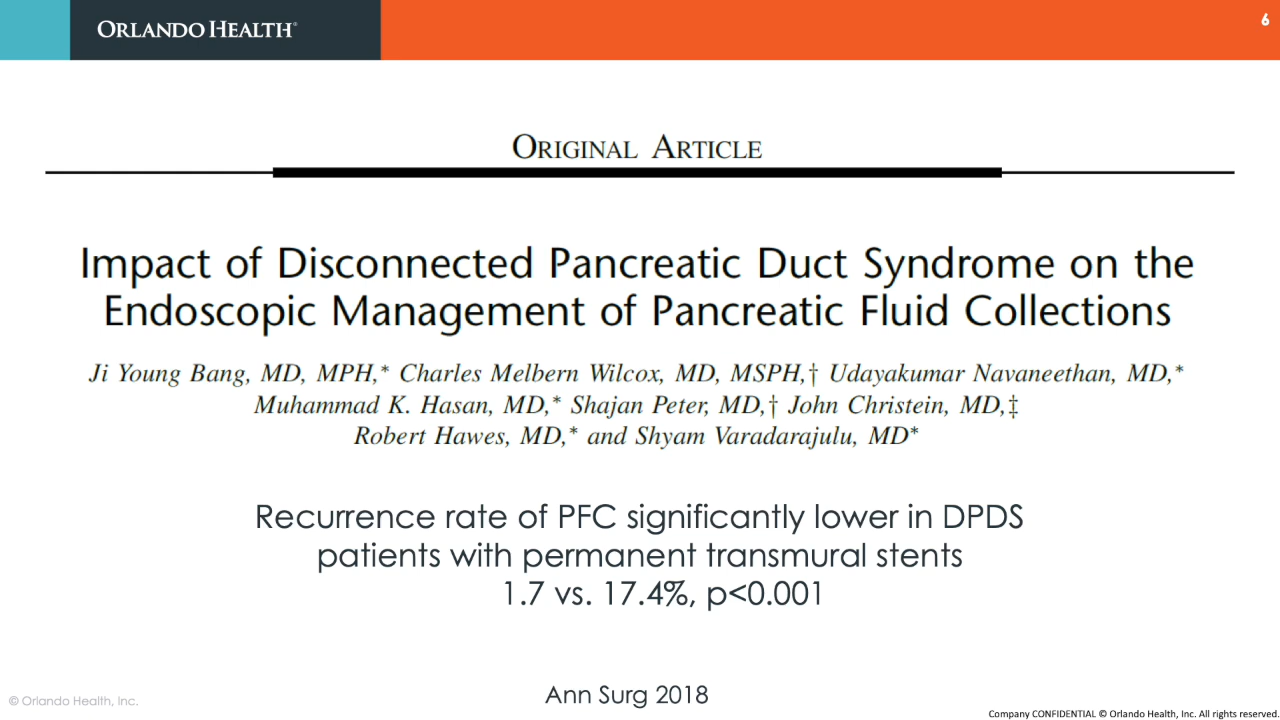 ORLANDO HEALTH®
6
ORIGINAL ARTICLE
Impact of Disconnected Pancreatic Duct Syndrome on the
Endoscopic Management of Pancreatic Fluid Collections
Ji Young Bang, MD, MPH,* Charles Melbern Wilcox, MD, MSPH,† Udayakumar Navaneethan, MD,*
Muhammad K. Hasan, MD,* Shajan Peter, MD,† John Christein, MD,‡
Robert Hawes, MD,* and Shyam Varadarajulu, MD*
Recurrence rate of PFC significantly lower in DPDS
patients with permanent transmural stents
1.7 vs. 17.4%, p<0.001
Ann Surg 2018
© Orlando Health, Inc.
Company CONFIDENTIAL © Orlando Health, Inc. All rights reserved.